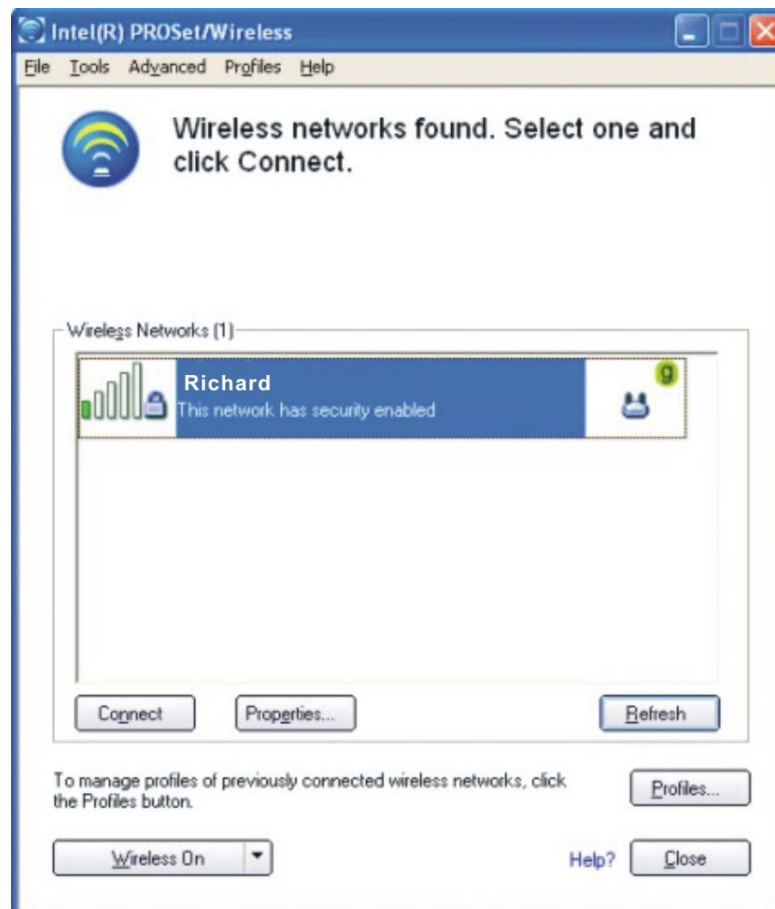 Intel(R) PROSet/Wireless
File Tools Advanced Profiles Help
Wireless networks found. Select one and
click Connect.
Wireless Networks (1)
g
Richard
This network has security enabled
Connect Properties... Refresh
To manage profiles of previously connected wireless networks, click
the Profiles button.
Profiles...
Wireless On Help? Close